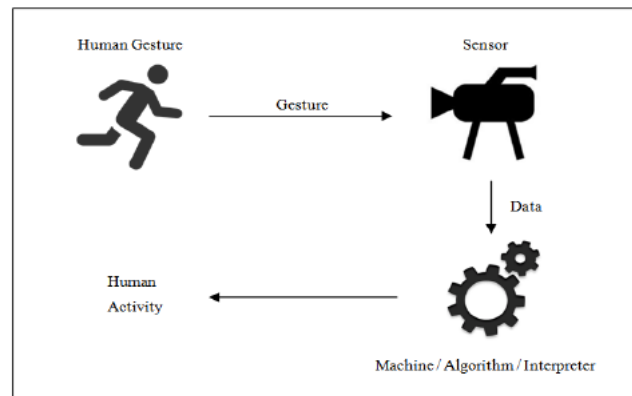 Human Gesture
Sensor
Gesture
Data
Human
Activity
Machine / Algorithm / Interpreter